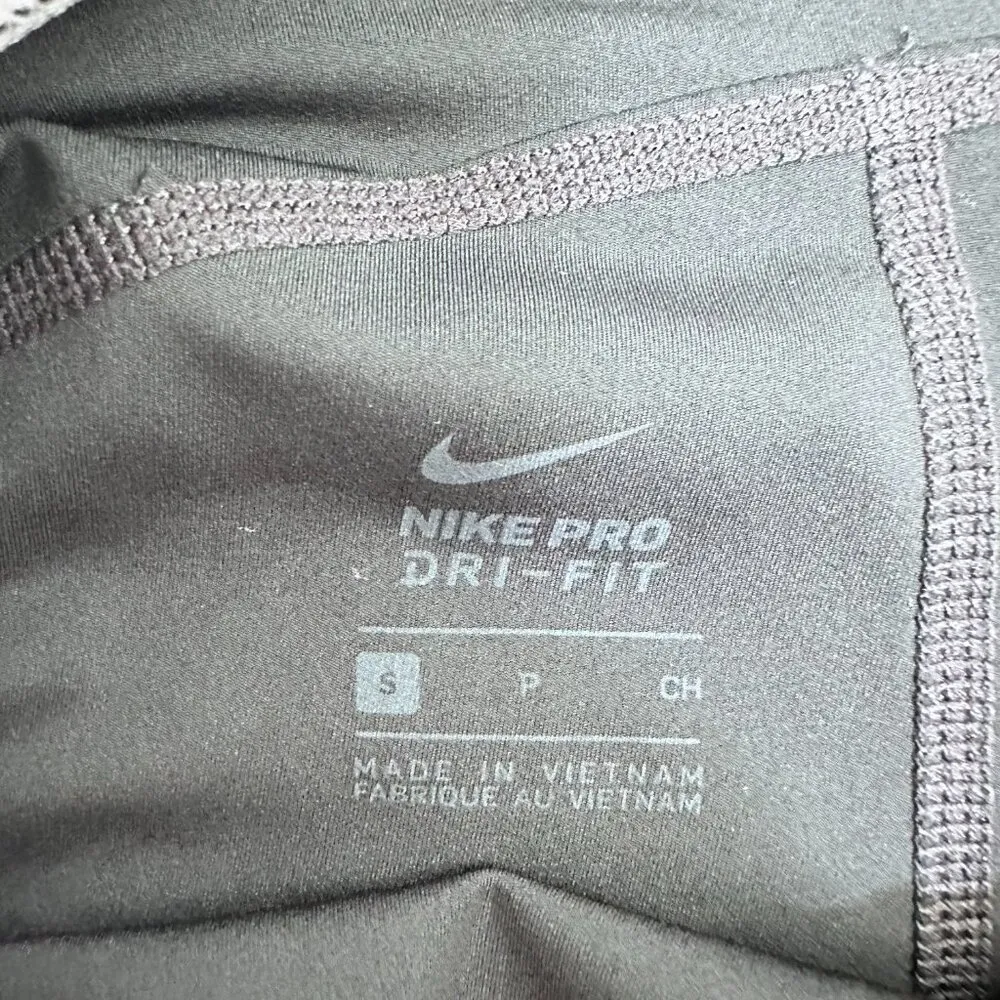 NIKE PRO
DRI-FIT
S P CH
MADE IN VIETNAM
FABRIQUE AU VIETNAM